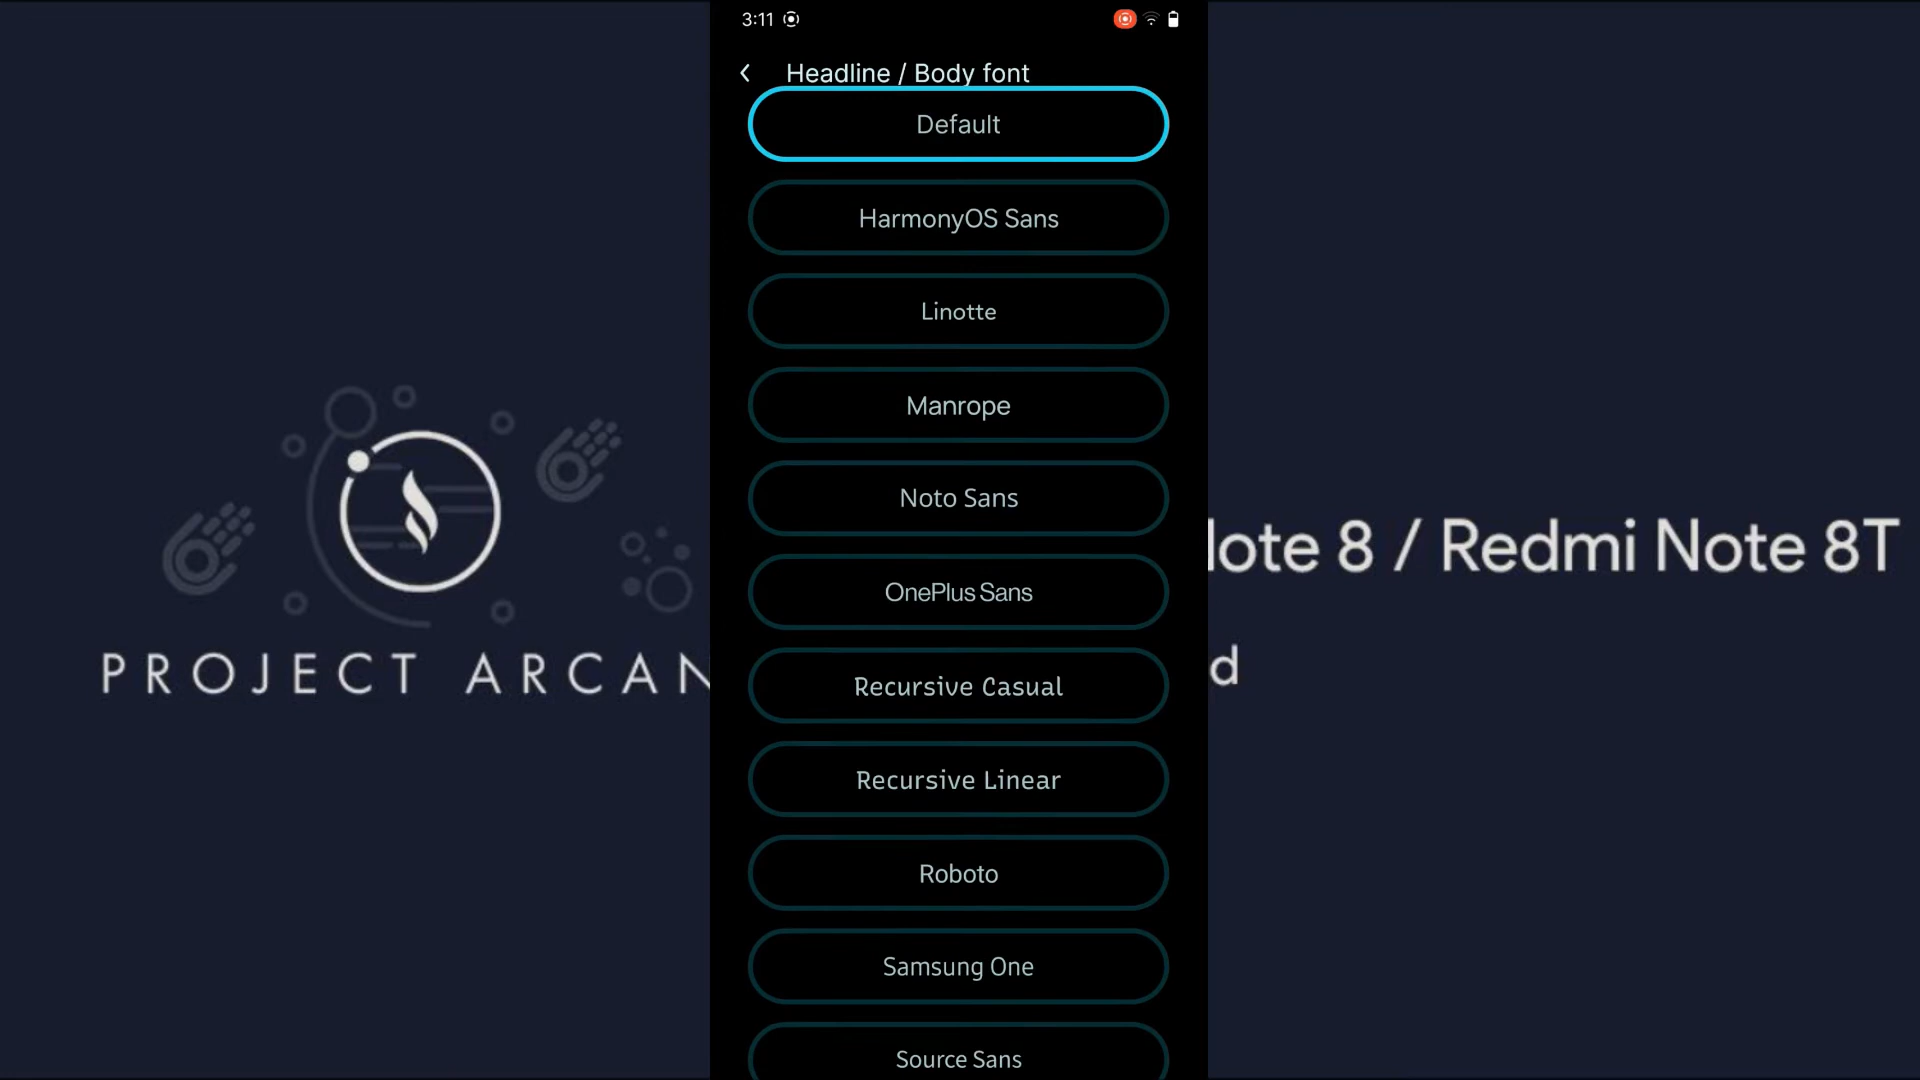 3:11
Headline / Body font
Default
HarmonyOS Sans
Linotte
Manrope
Noto Sans
OnePlus Sans
Recursive Casual
Recursive Linear
Roboto
Samsung One
Source Sans
PROJECT ARCAN
ote 8 / Redmi Note 8T
d